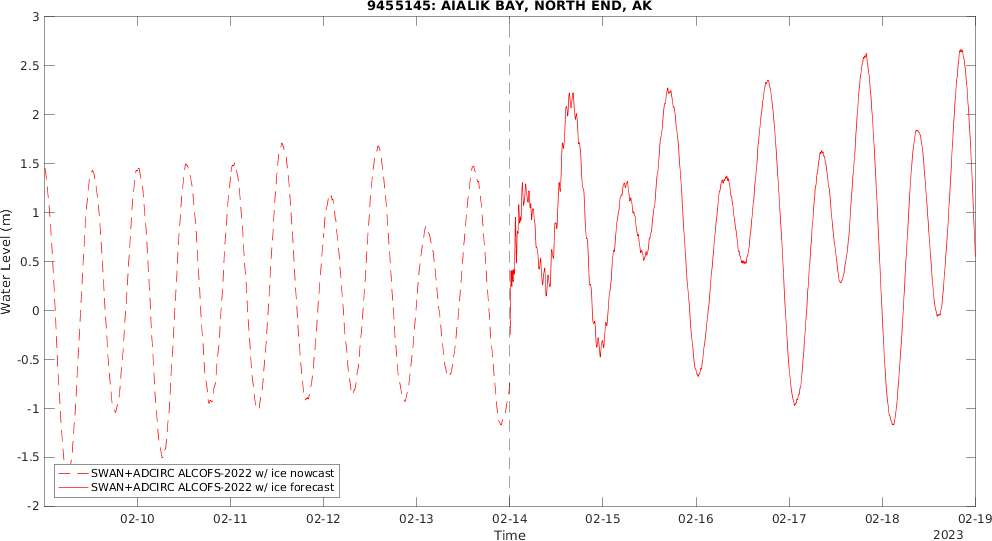 9455145: AIALIK BAY, NORTH END, AK
3
2.5
2
1.5
1
0.5
0
-0.5
-1
-1.5
-2
Water Level (m)
SWAN+ADCIRC ALCOFS-2022 w/ ice nowcast
SWAN+ADCIRC ALCOFS-2022 w/ ice forecast
02-10 02-11 02-12 02-13 02-14 02-15 02-16 02-17 02-18 02-19
Time
2023